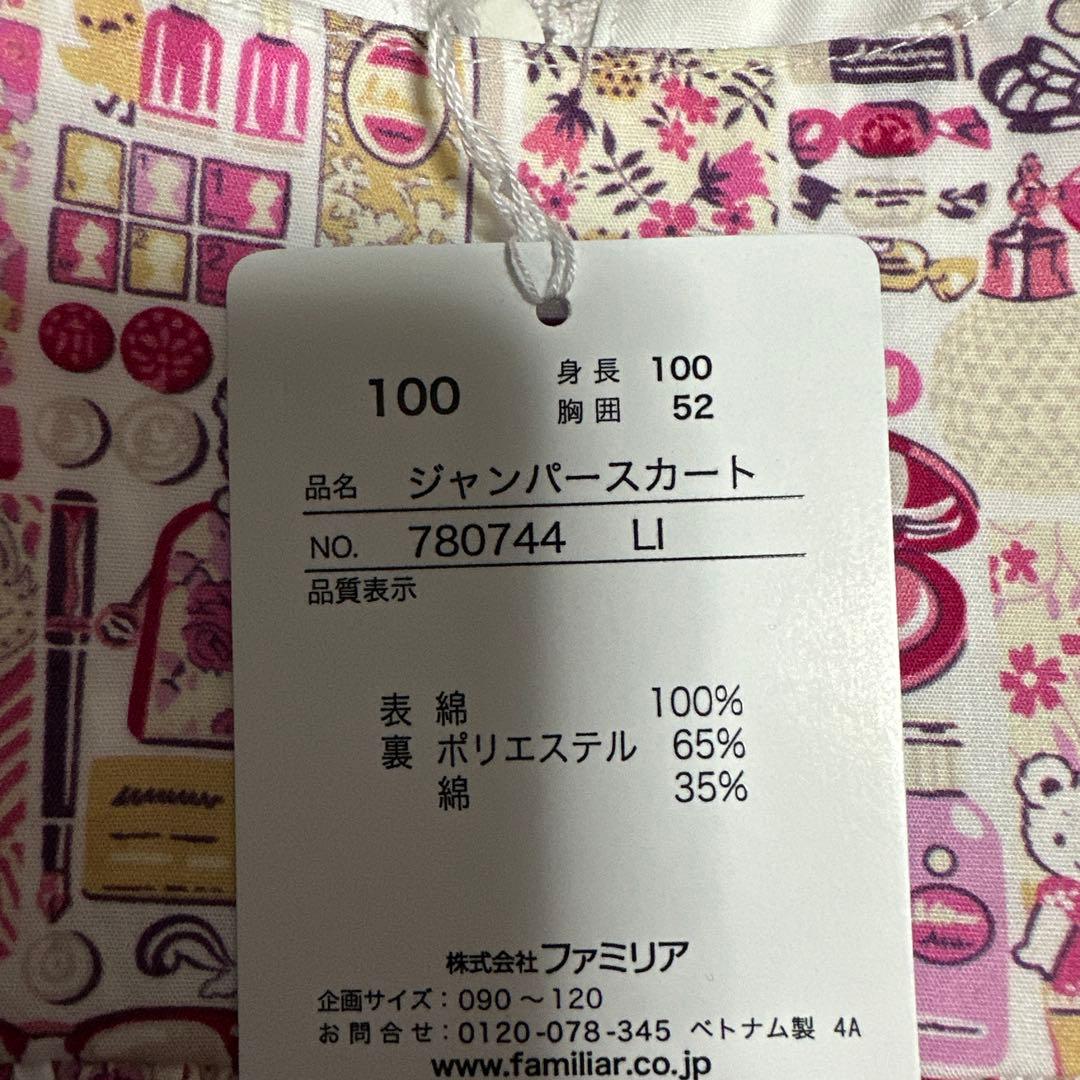 100
身長 100
胸囲 52
品名 ジャンパースカート
NO. 780744 LI
品質表示
表 綿 100%
裏 ポリエステル 65%
綿 35%
株式会社ファミリア
企画サイズ：090～120
お問合せ：0120-078-345 ベトナム製 4A
www.familiar.co.jp